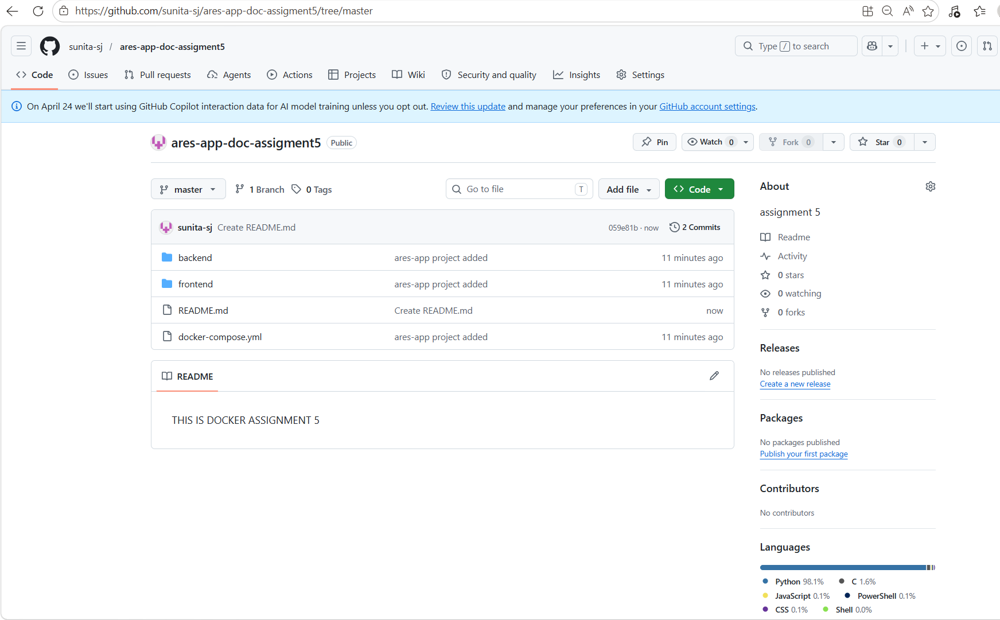 https://github.com/sunita-sj/ares-app-doc-assigment5/tree/master
sunita-sj / ares-app-doc-assigment5
Type / to search
Code Issues Pull requests Agents Actions Projects Wiki Security and quality Insights Settings
On April 24 we'll start using GitHub Copilot interaction data for AI model training unless you opt out. Review this update and manage your preferences in your GitHub account settings.
ares-app-doc-assigment5 Public
Pin Watch 0 Fork 0 Star 0
master 1 Branch 0 Tags
Go to file T Add file Code
sunita-sj Create README.md 059e81b · now 2 Commits
backend ares-app project added 11 minutes ago
frontend ares-app project added 11 minutes ago
README.md Create README.md now
docker-compose.yml ares-app project added 11 minutes ago
README
THIS IS DOCKER ASSIGNMENT 5
About
assignment 5
Readme
Activity
0 stars
0 watching
0 forks
Releases
No releases published
Create a new release
Packages
No packages published
Publish your first package
Contributors
No contributors
Languages
Python 98.1% C 1.6%
JavaScript 0.1% PowerShell 0.1%
CSS 0.1% Shell 0.0%